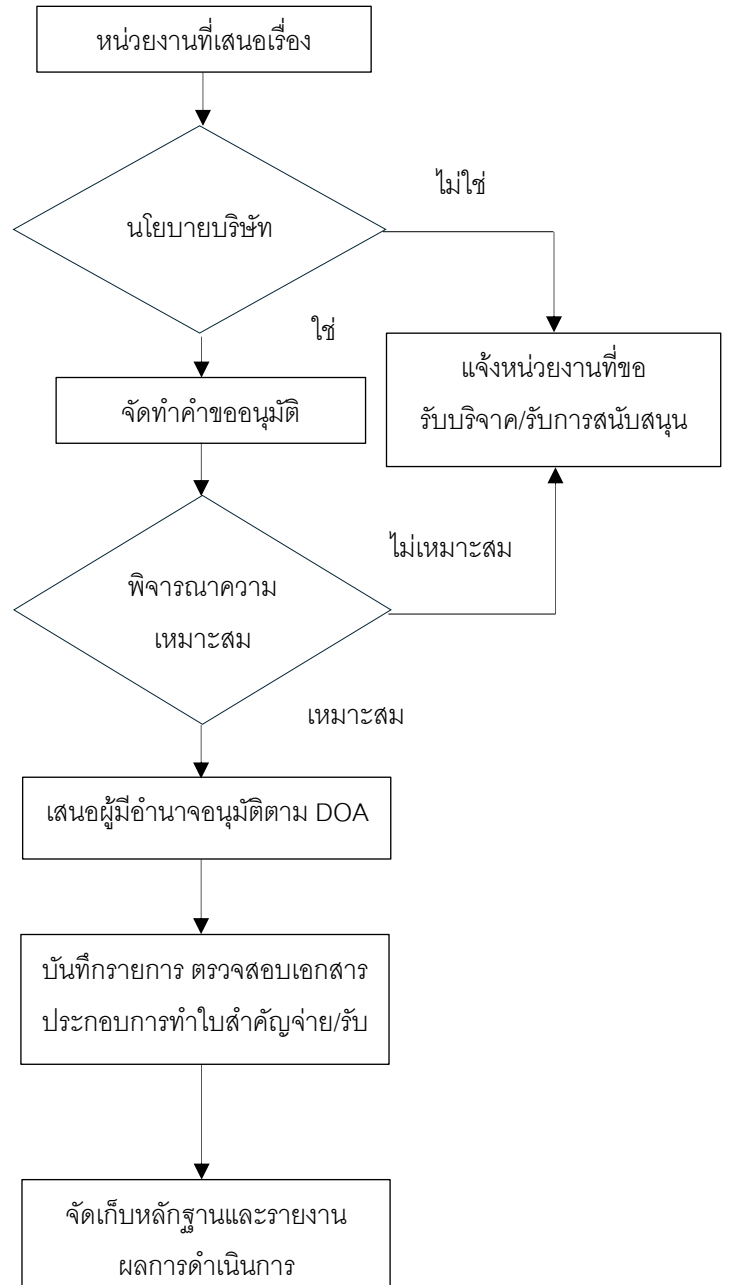 หน่วยงานที่เสนอเรื่อง
ไม่ใช่
นโยบายบริษัท
ใช่
แจ้งหน่วยงานที่ขอ
รับบริจาค/รับการสนับสนุน
จัดทำคำขออนุมัติ
ไม่เหมาะสม
พิจารณาความ
เหมาะสม
เหมาะสม
เสนอผู้มีอำนาจอนุมัติตาม DOA
บันทึกรายการ ตรวจสอบเอกสาร
ประกอบการทำใบสำคัญจ่าย/รับ
จัดเก็บหลักฐานและรายงาน
ผลการดำเนินการ